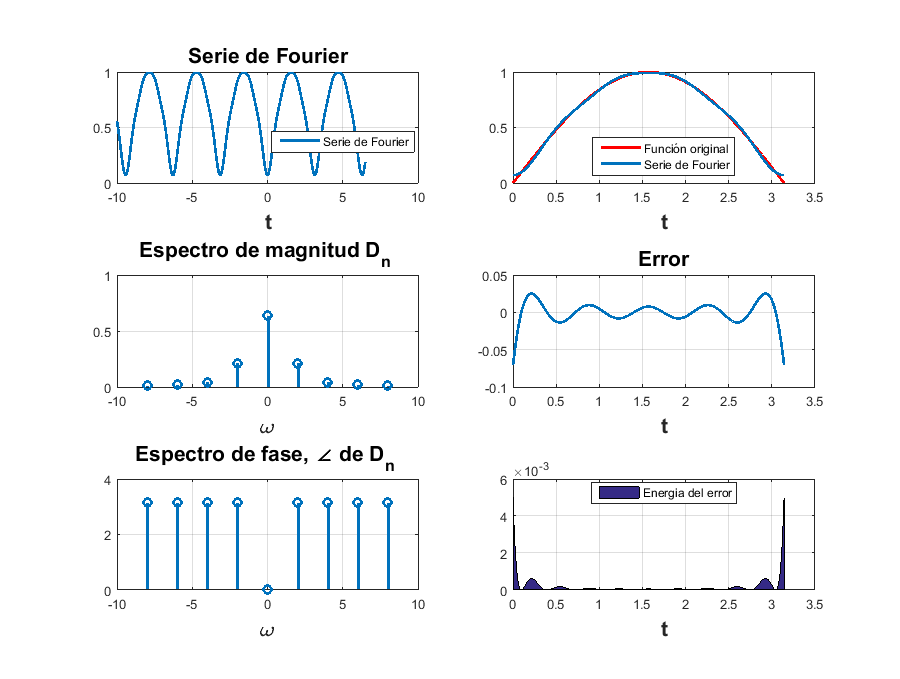 Serie de Fourier
1
0.5
0
Serie de Fourier
-10 -5 0 5 10
t
1
0.5
0
Función original
Serie de Fourier
0 0.5 1 1.5 2 2.5 3 3.5
t
Espectro de magnitud Dn
1
0.5
0
-10 -5 0 5 10
ω
Error
0.05
0
-0.05
-0.1
0 0.5 1 1.5 2 2.5 3 3.5
t
Espectro de fase, ∠ de Dn
4
2
0
-10 -5 0 5 10
ω
×10-3
6
4
2
0
Energia del error
0 0.5 1 1.5 2 2.5 3 3.5
t